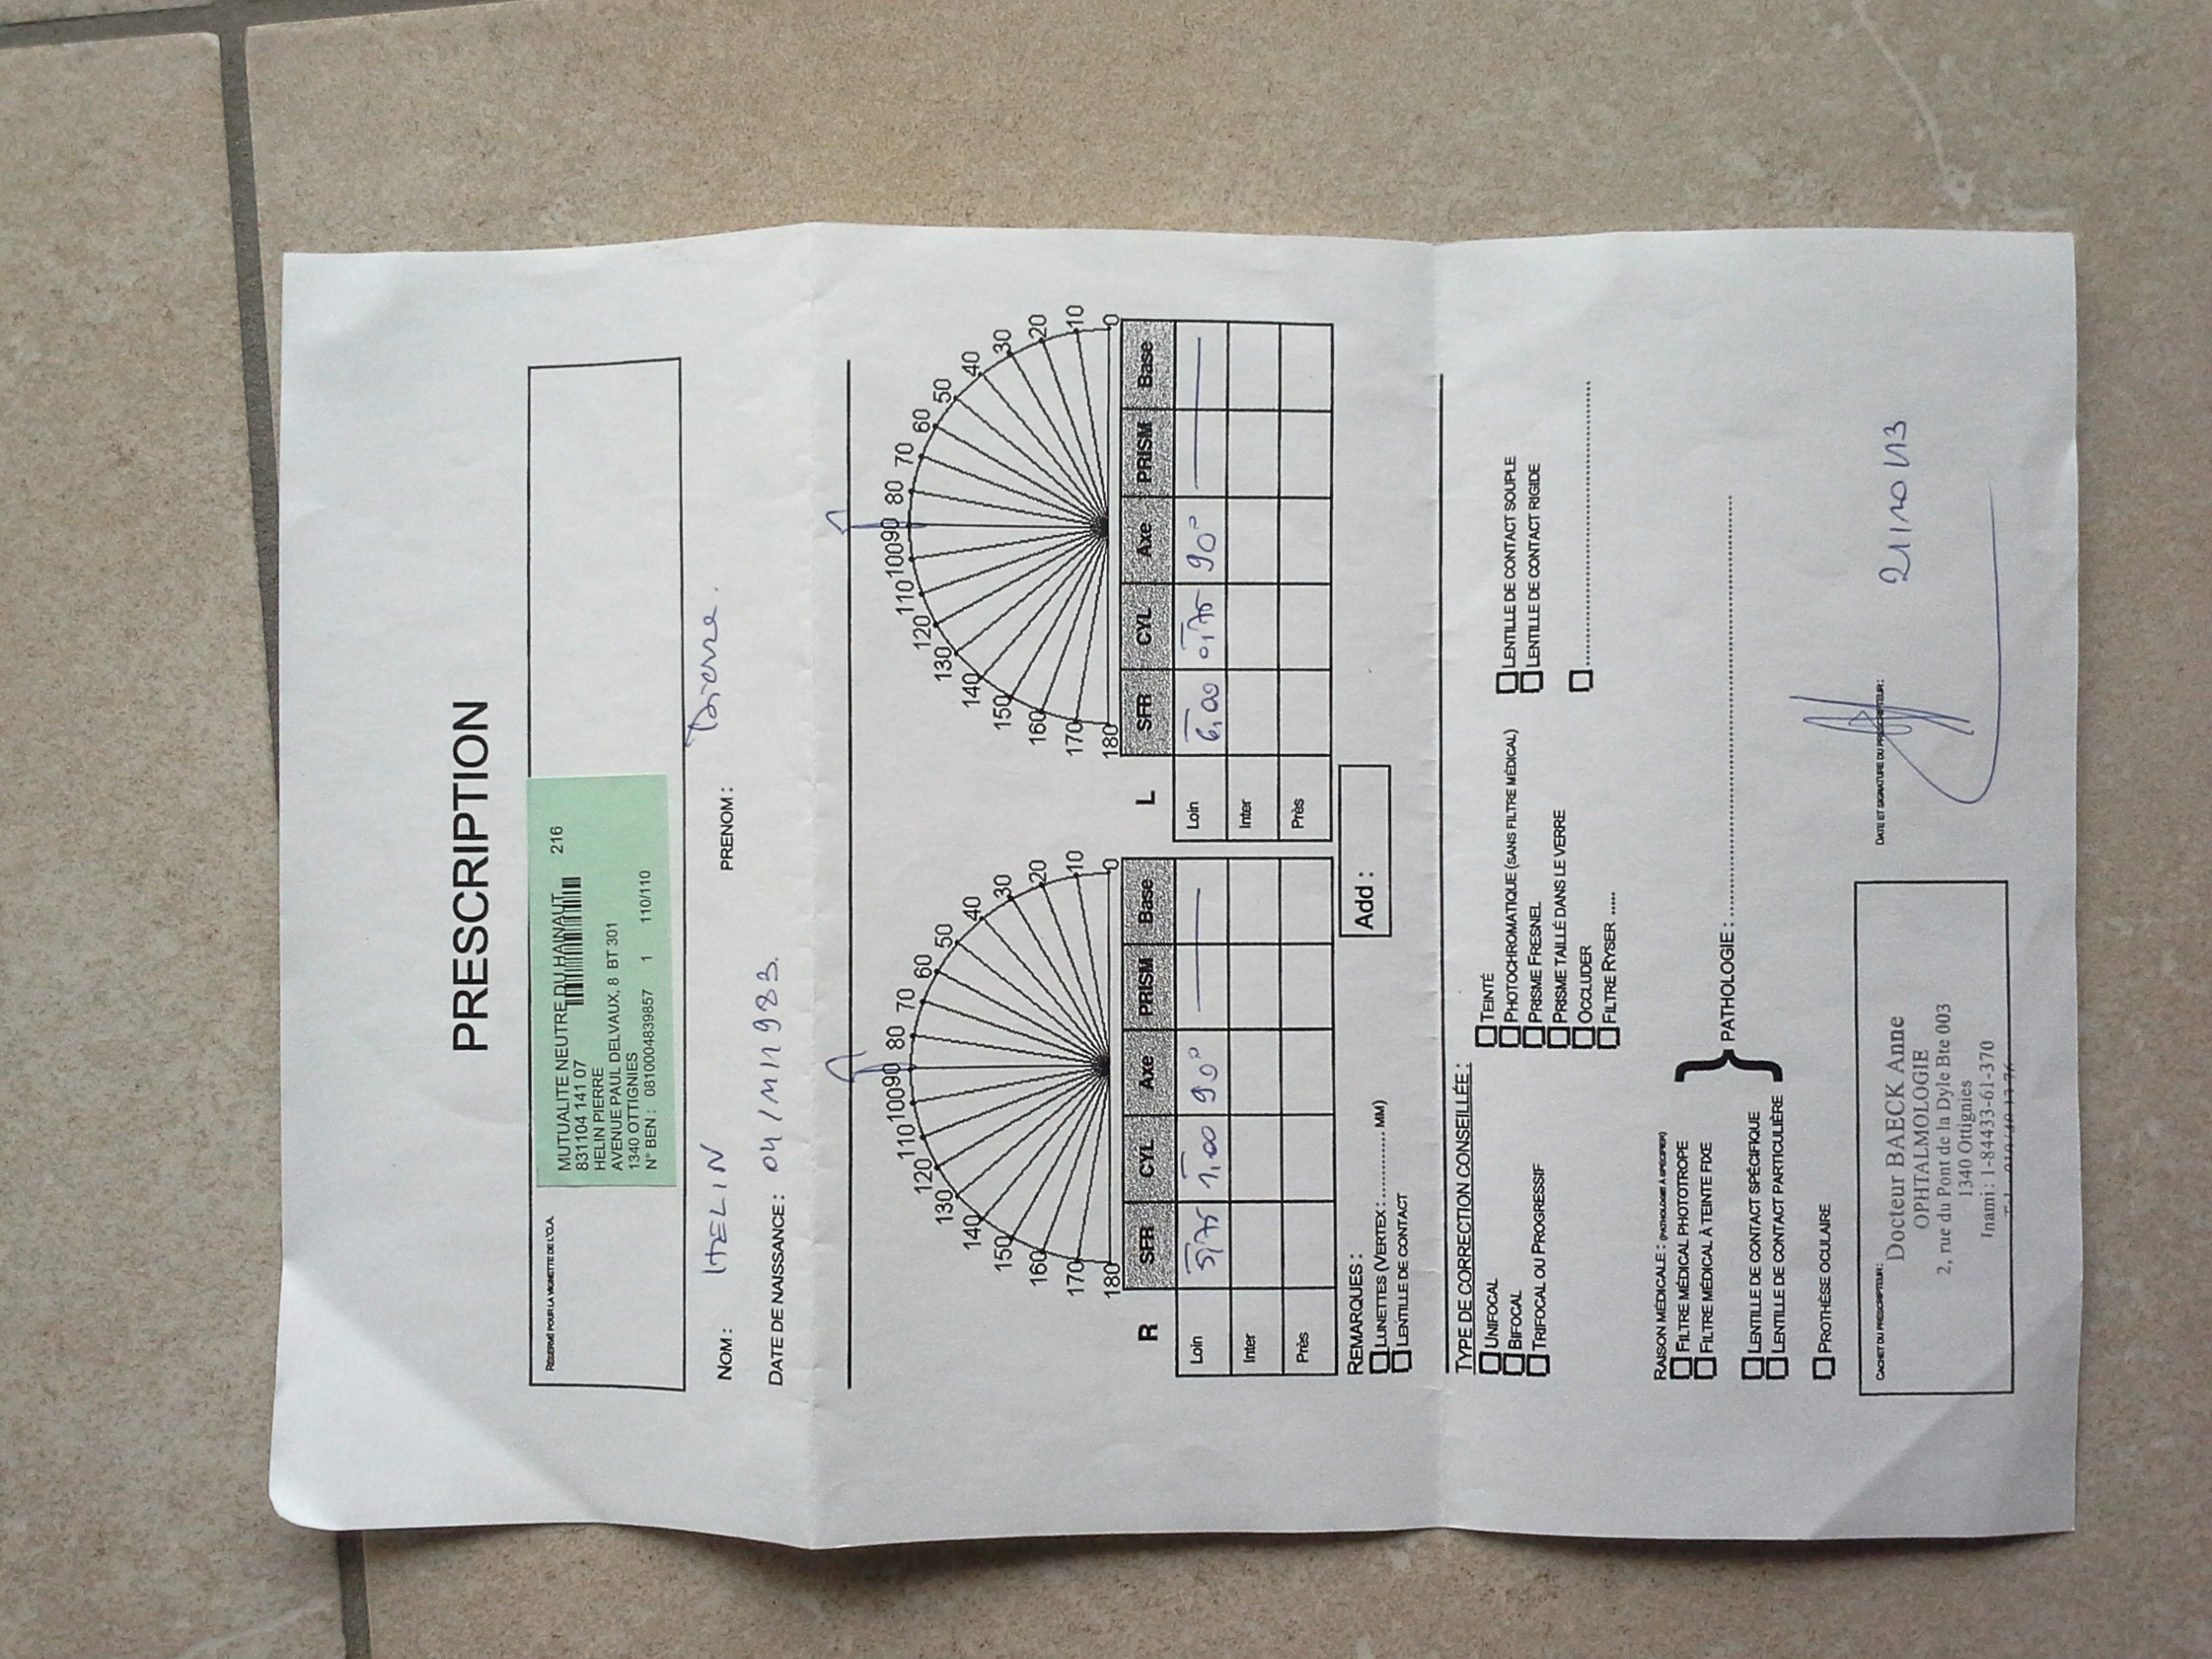 PRESCRIPTION
RÉSERVÉ POUR LA VIGNETTE DE L'O.A.
MUTUALITE NEUTRE DU HAINAUT 216
831104 141 07
HELIN PIERRE
AVENUE PAUL DELVAUX, 8 BT 301
1340 OTTIGNIES
N° BEN : 0810004839857 1 110/110
NOM : HELIN PRENOM : Pierre.
DATE DE NAISSANCE : 04/11/1983.
180 170 160 150 140 130 120 110 100 90 80 70 60 50 40 30 20 10 0
180 170 160 150 140 130 120 110 100 90 80 70 60 50 40 30 20 10 0
R SFR CYL Axe PRISM Base L SFR CYL Axe PRISM Base
Loin -5,75 -1,00 90° Loin -6,00 -0,75 90°
Inter Inter
Près Près
REMARQUES : Add :
LUNETTES (VERTEX : ............ MM)
LENTILLE DE CONTACT
TYPE DE CORRECTION CONSEILLÉE :
UNIFOCAL TEINTÉ LENTILLE DE CONTACT SOUPLE
BIFOCAL PHOTOCHROMATIQUE (SANS FILTRE MÉDICAL) LENTILLE DE CONTACT RIGIDE
TRIFOCAL OU PROGRESSIF PRISME FRESNEL
PRISME TAILLÉ DANS LE VERRE
OCCLUDER
FILTRE RYSER .....
RAISON MÉDICALE : (PATHOLOGIE À SPÉCIFIER)
FILTRE MÉDICAL PHOTOTROPE
FILTRE MÉDICAL À TEINTE FIXE
LENTILLE DE CONTACT SPÉCIFIQUE
LENTILLE DE CONTACT PARTICULIÈRE
PATHOLOGIE :
PROTHÈSE OCULAIRE
CACHET DU PRESCRIPTEUR : DATE ET SIGNATURE DU PRESCRIPTEUR :
Docteur BAECK Anne
OPHTALMOLOGIE
2, rue du Pont de la Dyle Bte 003
1340 Ottignies
Inami : 1-84433-61-370
21/10/13